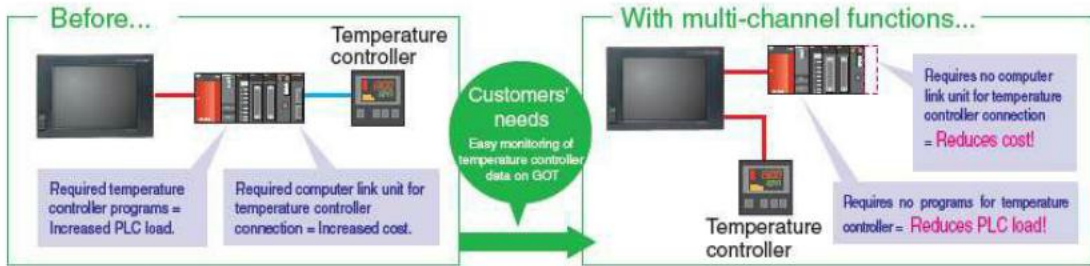 Before...
Temperature
controller
Required temperature
controller programs =
Increased PLC load.
Required computer link unit for
temperature controller
connection = Increased cost.
Customers'
needs
Easy monitoring of
temperature controller
data on GOT
With multi-channel functions...
Requires no computer
link unit for temperature
controller connection
= Reduces cost!
Temperature
controller
Requires no programs for temperature
controller = Reduces PLC load!